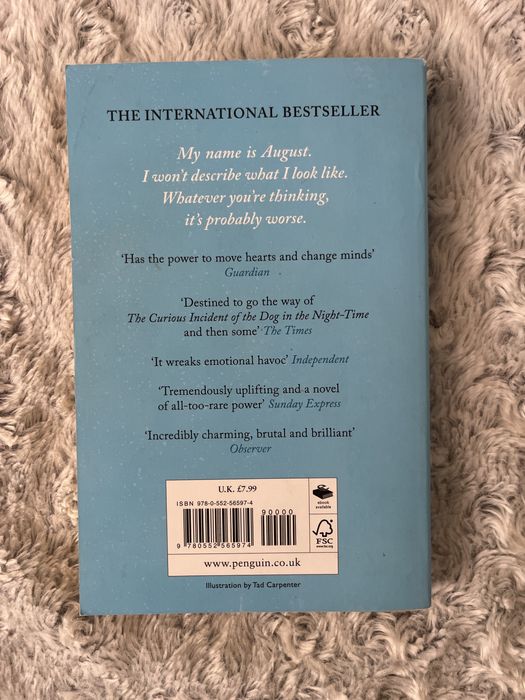 THE INTERNATIONAL BESTSELLER
My name is August.
I won't describe what I look like.
Whatever you're thinking,
it's probably worse.
'Has the power to move hearts and change minds'
Guardian
'Destined to go the way of
The Curious Incident of the Dog in the Night-Time
and then some' The Times
'It wreaks emotional havoc' Independent
'Tremendously uplifting and a novel
of all-too-rare power' Sunday Express
'Incredibly charming, brutal and brilliant'
Observer
U.K. £7.99
ISBN 978-0-552-56597-4
90000
9 780552 565974
ebook
available
FSC
www.fsc.org
www.penguin.co.uk
Illustration by Tad Carpenter